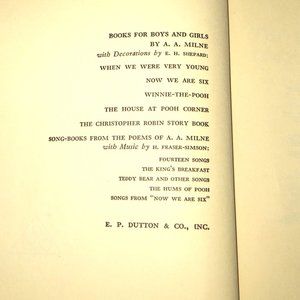 BOOKS FOR BOYS AND GIRLS
BY A. A. MILNE
with Decorations by E. H. SHEPARD:
WHEN WE WERE VERY YOUNG
NOW WE ARE SIX
WINNIE-THE-POOH
THE HOUSE AT POOH CORNER
THE CHRISTOPHER ROBIN STORY BOOK
SONG-BOOKS FROM THE POEMS OF A. A. MILNE
with Music by H. FRASER-SIMSON:
FOURTEEN SONGS
THE KING'S BREAKFAST
TEDDY BEAR AND OTHER SONGS
THE HUMS OF POOH
SONGS FROM "NOW WE ARE SIX"
E. P. DUTTON & CO., INC.